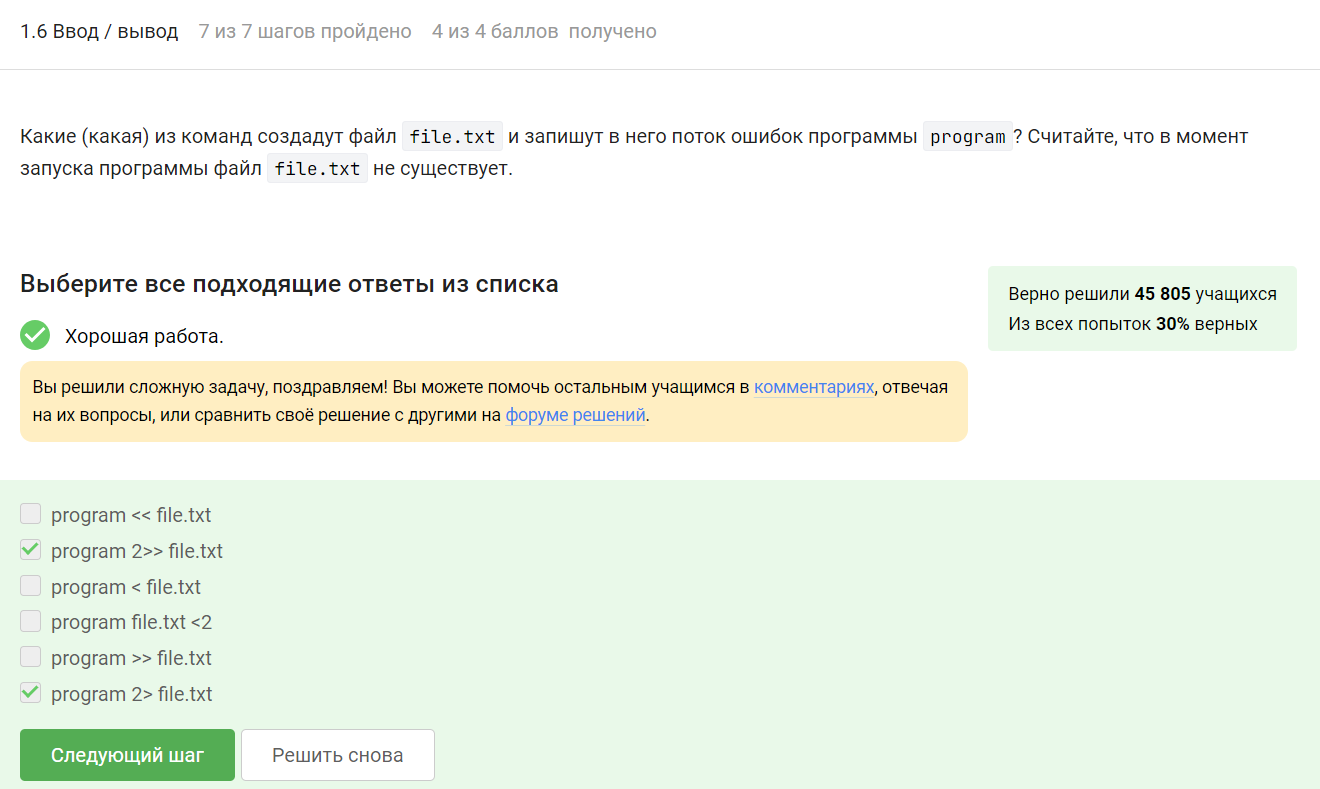 1.6 Ввод / вывод 7 из 7 шагов пройдено 4 из 4 баллов получено
Какие (какая) из команд создадут файл file.txt и запишут в него поток ошибок программы program? Считайте, что в момент
запуска программы файл file.txt не существует.
Выберите все подходящие ответы из списка
Верно решили 45 805 учащихся
Из всех попыток 30% верных
Хорошая работа.
Вы решили сложную задачу, поздравляем! Вы можете помочь остальным учащимся в комментариях, отвечая
на их вопросы, или сравнить своё решение с другими на форуме решений.
program << file.txt
program 2>> file.txt
program < file.txt
program file.txt <2
program >> file.txt
program 2> file.txt
Следующий шаг Решить снова